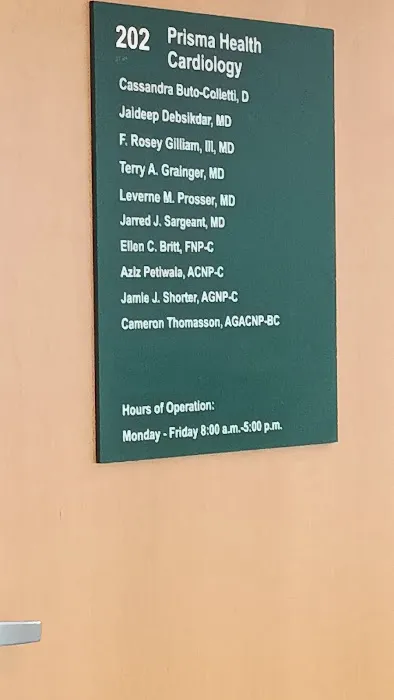 202 Prisma Health
Cardiology
Cassandra Buto-Colletti, D
Jaideep Debsikdar, MD
F. Rosey Gilliam, III, MD
Terry A. Grainger, MD
Leverne M. Prosser, MD
Jarred J. Sargeant, MD
Ellen C. Britt, FNP-C
Aziz Petiwala, ACNP-C
Jamie J. Shorter, AGNP-C
Cameron Thomasson, AGACNP-BC
Hours of Operation:
Monday - Friday 8:00 a.m.-5:00 p.m.